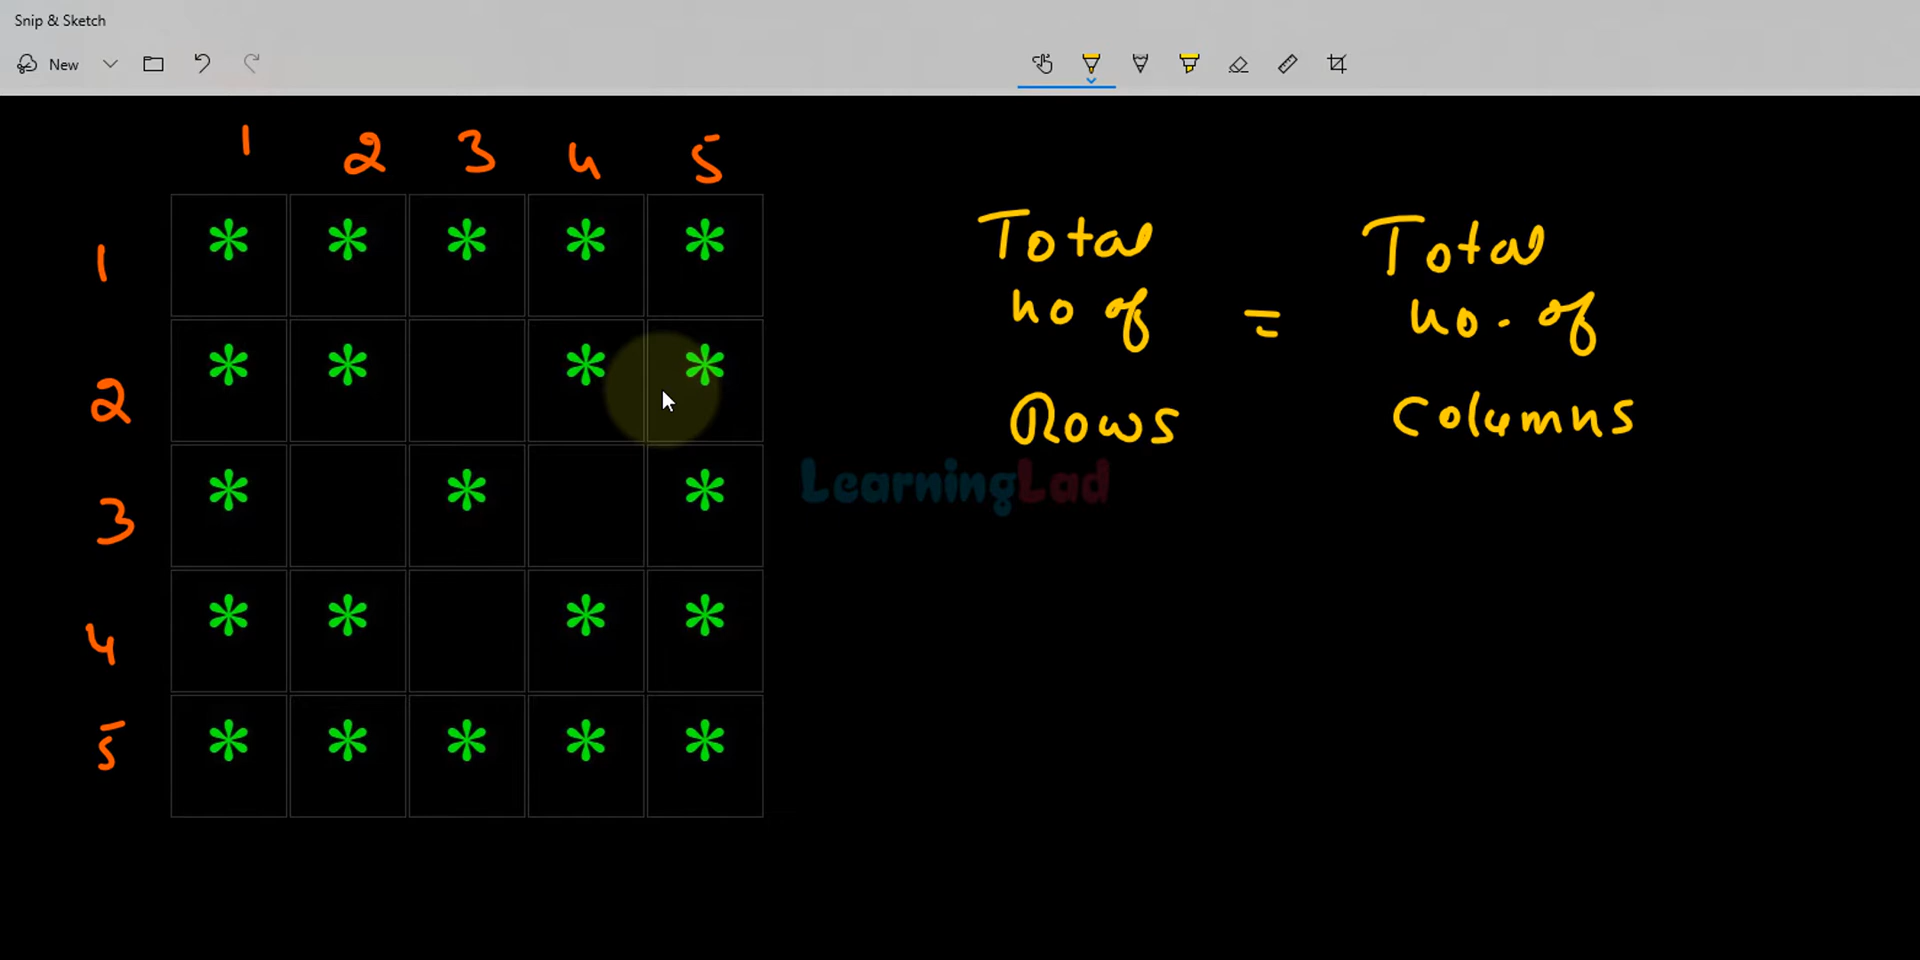 Snip & Sketch
New
1 2 3 4 5
1 * * * * *
2 * * * *
3 * * *
4 * * * *
5 * * * * *
Total
no of
Rows
=
Total
no. of
Columns
LearningLad